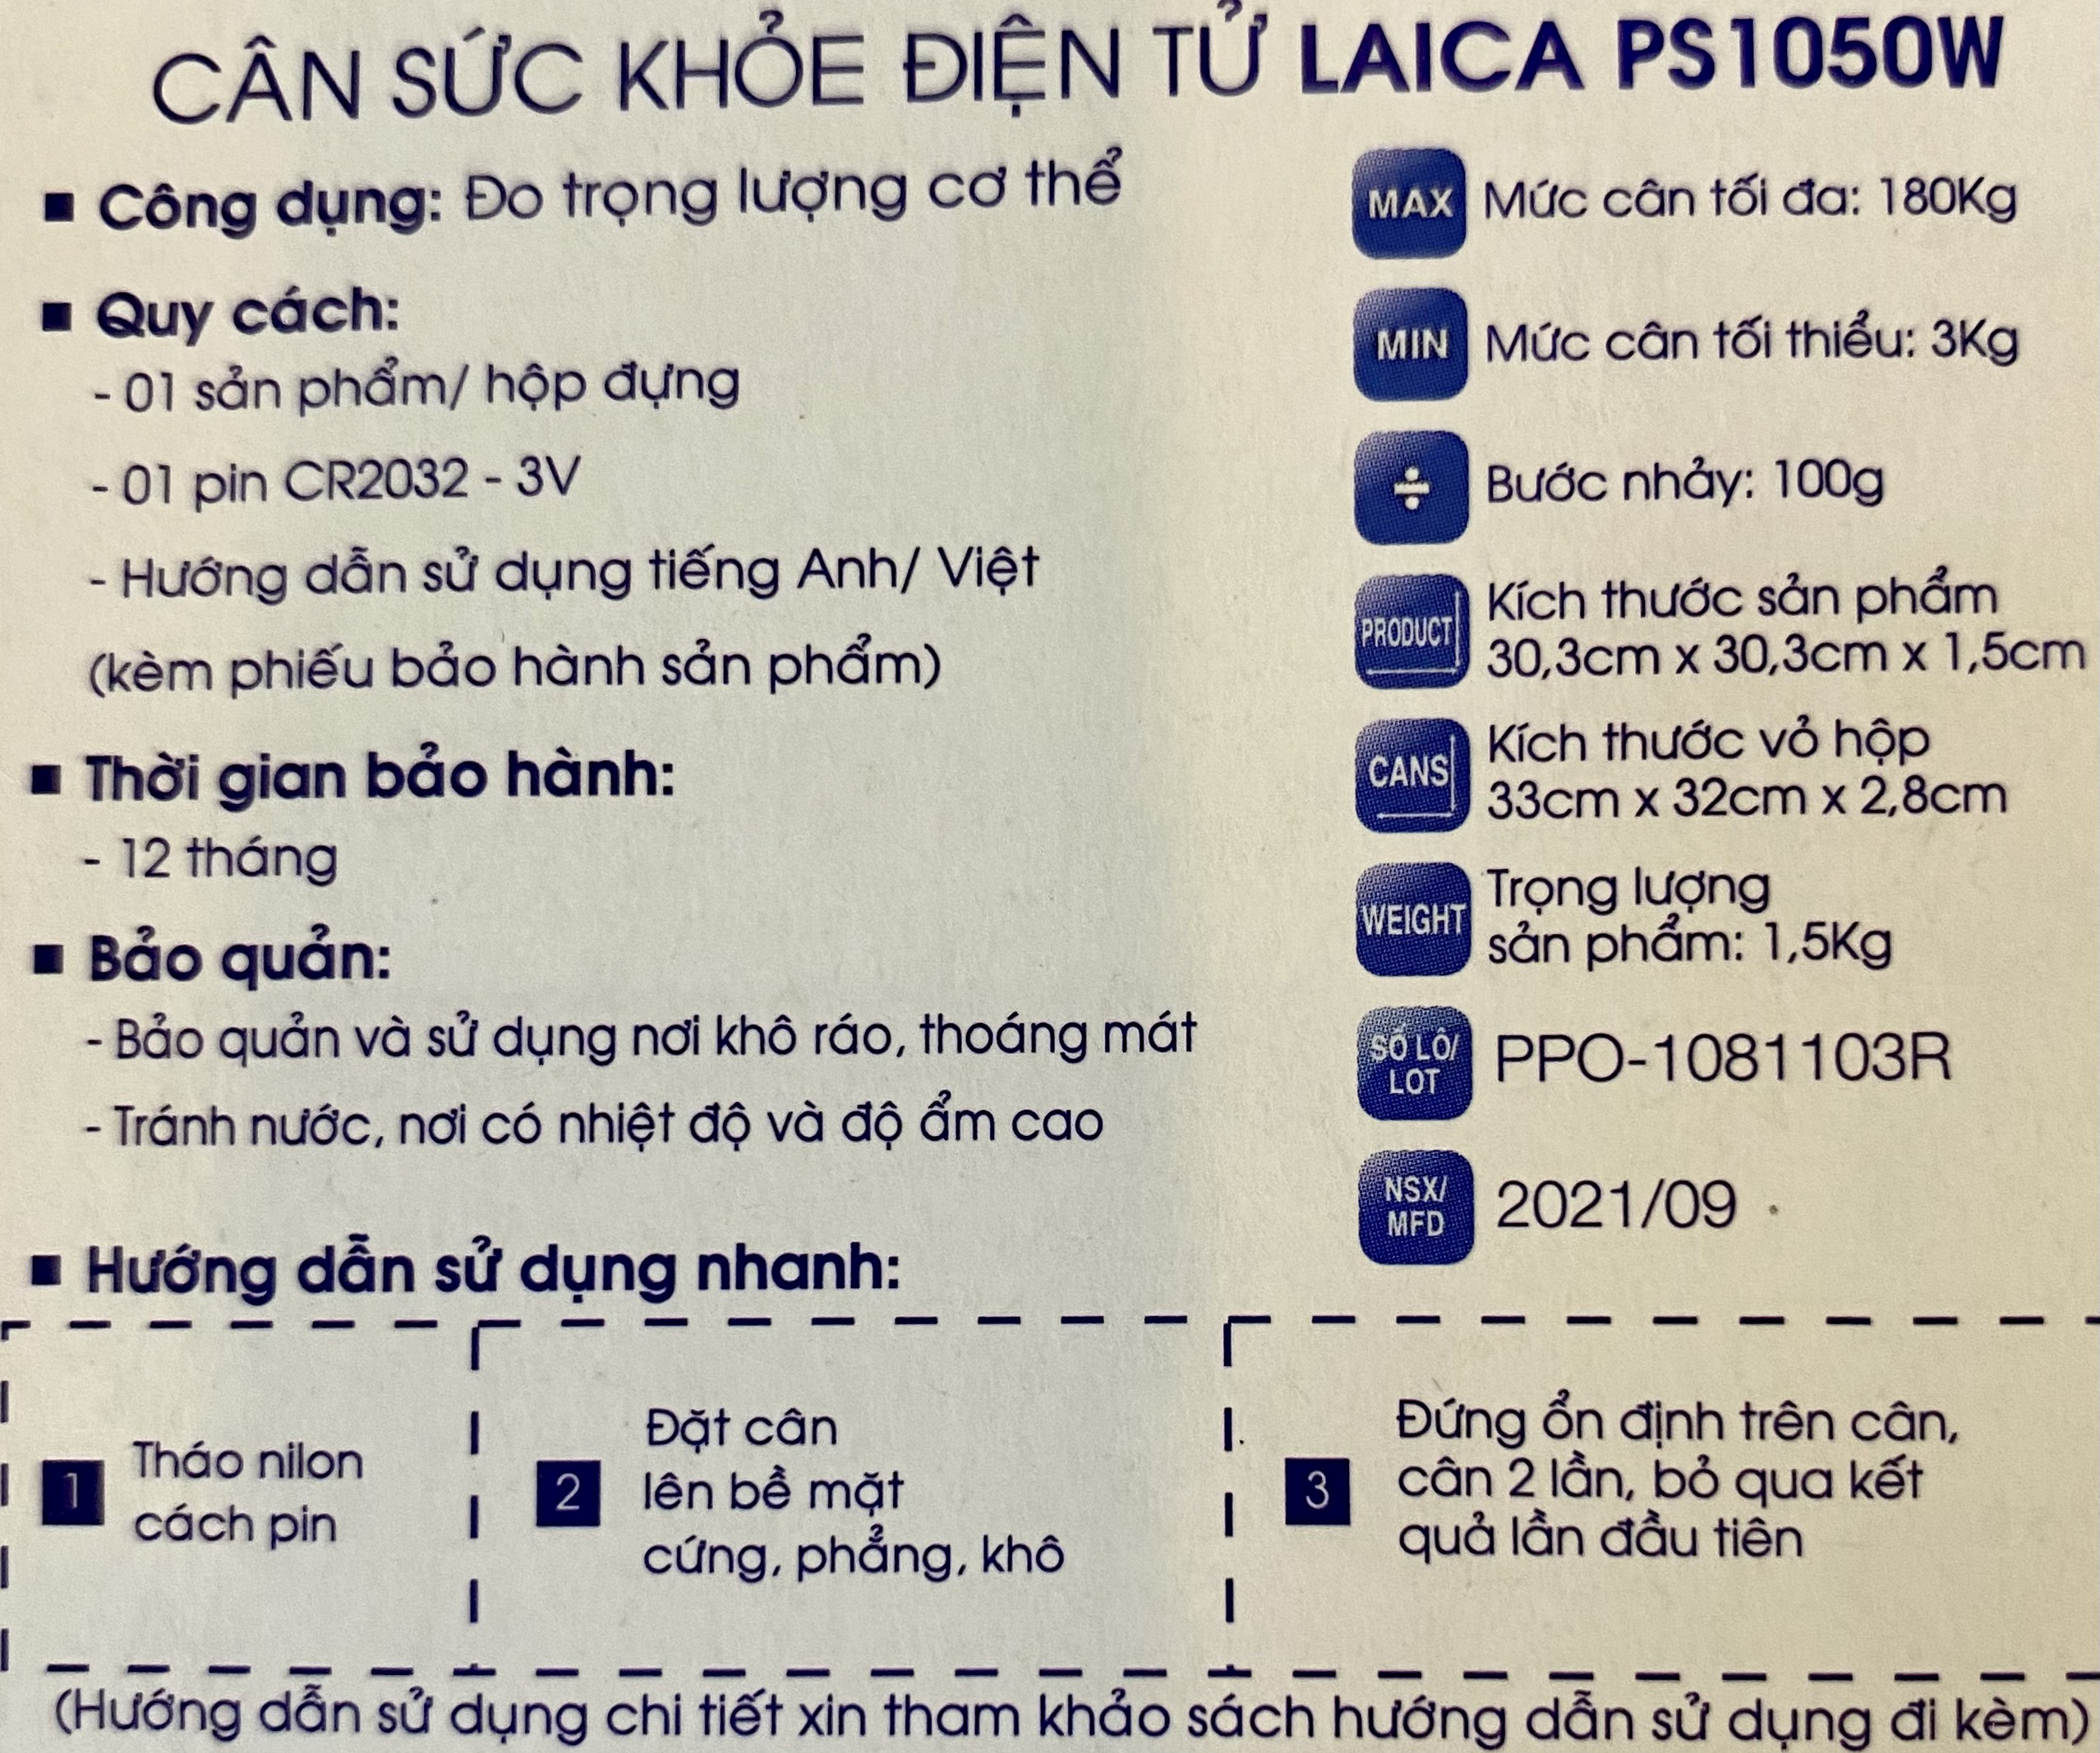 CÂN SỨC KHỎE ĐIỆN TỬ LAICA PS1050W
▪ Công dụng: Đo trọng lượng cơ thể
▪ Quy cách:
- 01 sản phẩm/ hộp đựng
- 01 pin CR2032 - 3V
- Hướng dẫn sử dụng tiếng Anh/ Việt
(kèm phiếu bảo hành sản phẩm)
▪ Thời gian bảo hành:
- 12 tháng
▪ Bảo quản:
- Bảo quản và sử dụng nơi khô ráo, thoáng mát
- Tránh nước, nơi có nhiệt độ và độ ẩm cao
MAX Mức cân tối đa: 180Kg
MIN Mức cân tối thiểu: 3Kg
÷ Bước nhảy: 100g
PRODUCT
Kích thước sản phẩm
30,3cm x 30,3cm x 1,5cm
CANS
Kích thước vỏ hộp
33cm x 32cm x 2,8cm
WEIGHT
Trọng lượng
sản phẩm: 1,5Kg
SỐ LÔ/
LOT
PPO-1081103R
NSX/
MFD
2021/09
▪ Hướng dẫn sử dụng nhanh:
1
Tháo nilon
cách pin
2
Đặt cân
lên bề mặt
cứng, phẳng, khô
3
Đứng ổn định trên cân,
cân 2 lần, bỏ qua kết
quả lần đầu tiên
(Hướng dẫn sử dụng chi tiết xin tham khảo sách hướng dẫn sử dụng đi kèm)